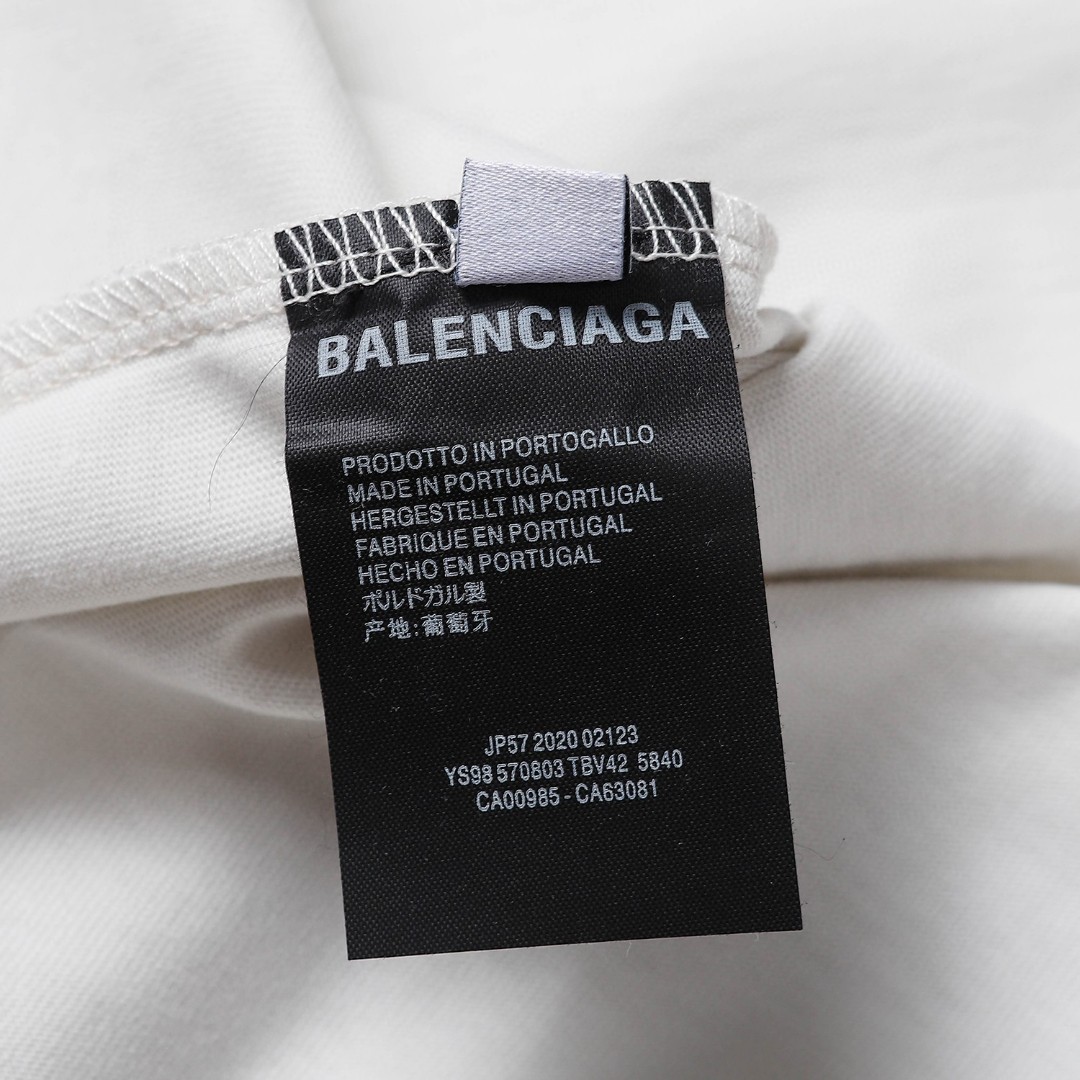 BALENCIAGA
PRODOTTO IN PORTOGALLO
MADE IN PORTUGAL
HERGESTELLT IN PORTUGAL
FABRIQUE EN PORTUGAL
HECHO EN PORTUGAL
ポルドガル製
产地:葡萄牙
JP57 2020 02123
YS98 570803 TBV42 5840
CA00985 - CA63081